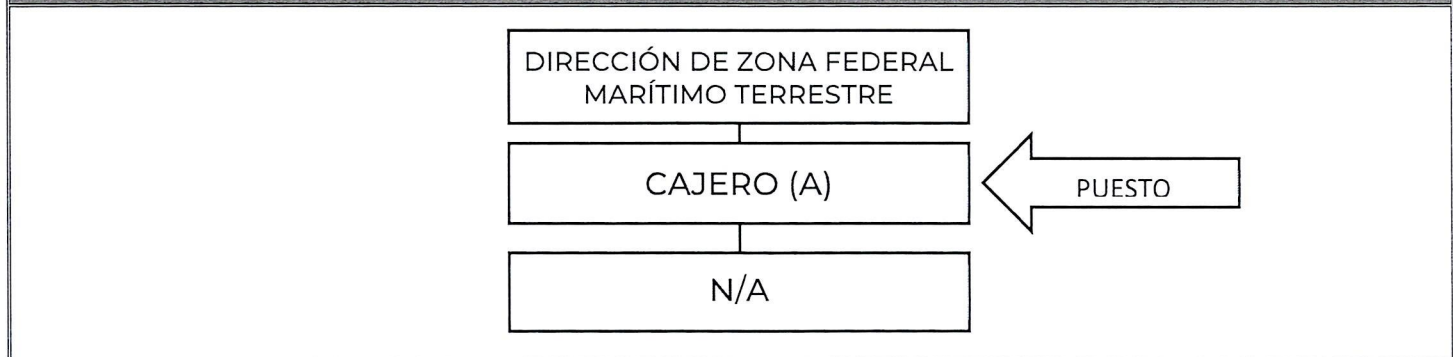 DIRECCIÓN DE ZONA FEDERAL
MARÍTIMO TERRESTRE
CAJERO (A)
PUESTO
N/A